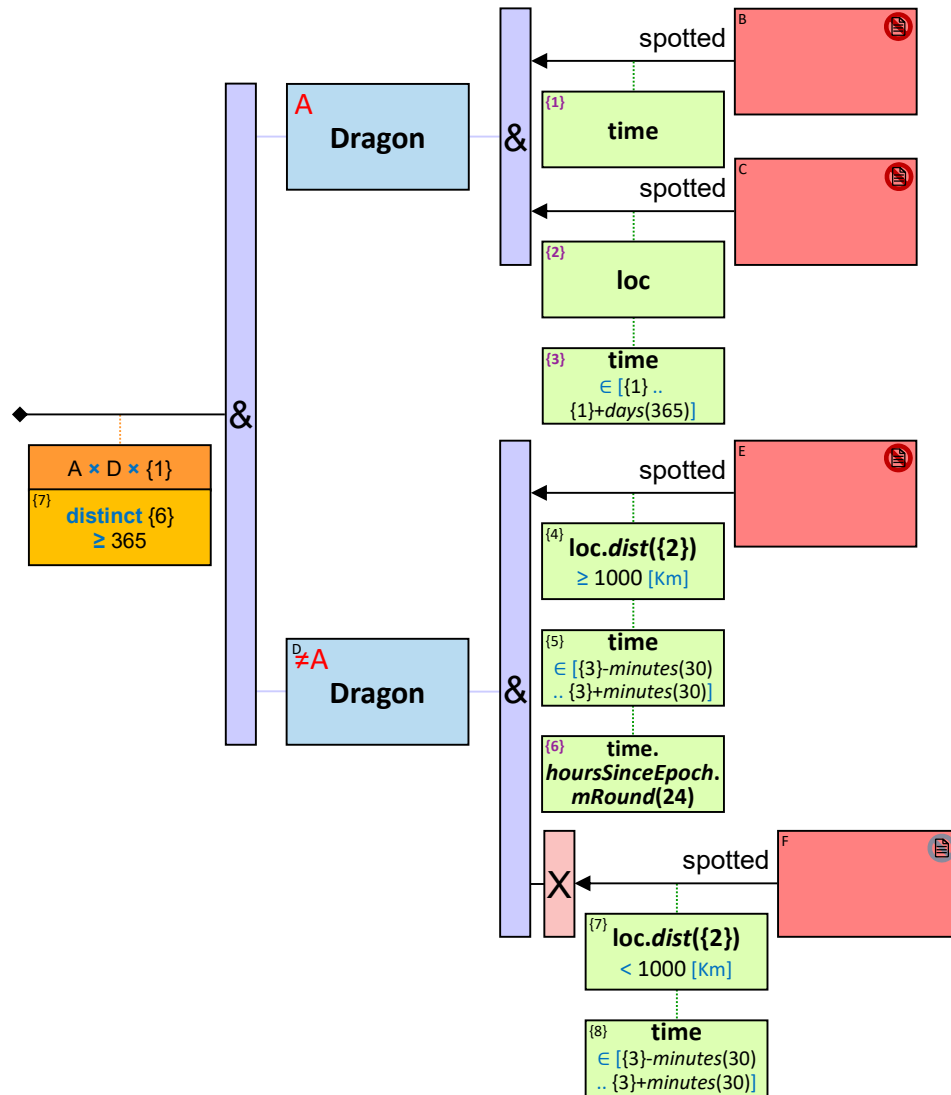 spotted
B
A
Dragon
&
{1}
time
spotted
C
{2}
loc
{3}
time
∈ [{1} ..
{1}+days(365)]
&
A × D × {1}
{7}
distinct {6}
≥ 365
spotted
E
{4}
loc.dist({2})
≥ 1000 [Km]
D
≠A
Dragon
&
{5}
time
∈ [{3}-minutes(30)
.. {3}+minutes(30)]
{6}
time.
hoursSinceEpoch.
mRound(24)
X
spotted
F
{7}
loc.dist({2})
< 1000 [Km]
{8}
time
∈ [{3}-minutes(30)
.. {3}+minutes(30)]